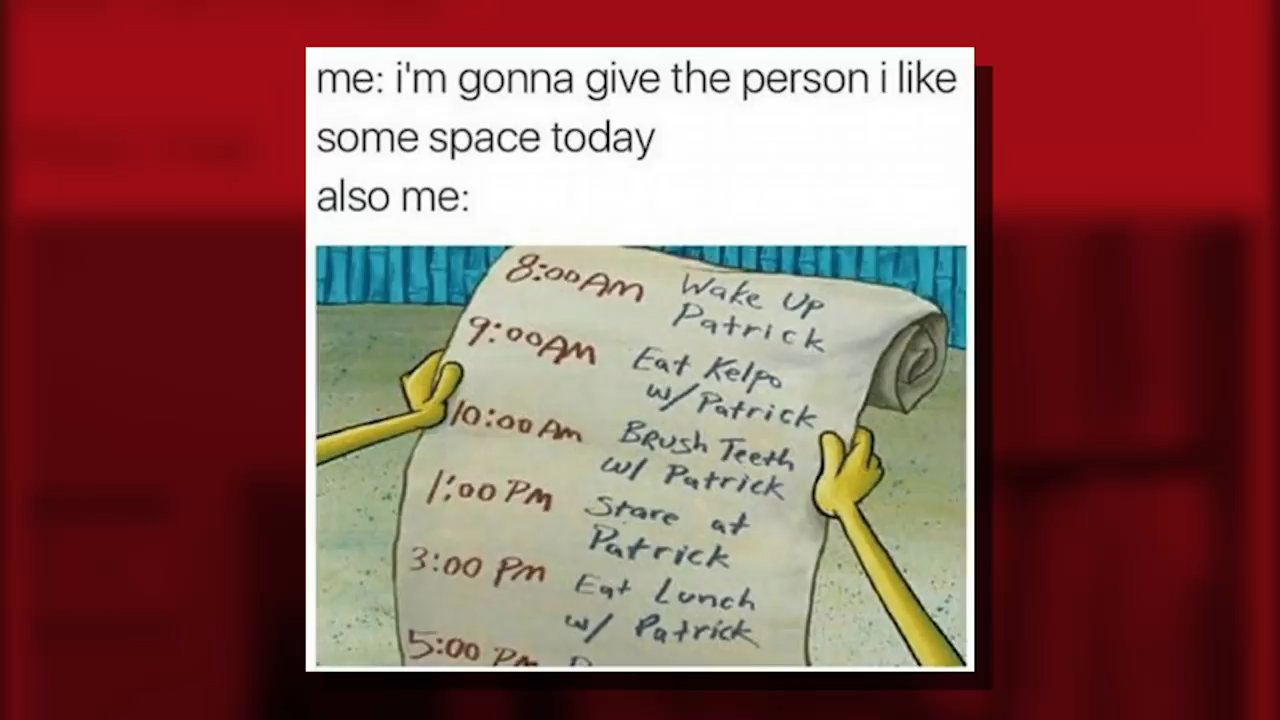 me: i'm gonna give the person i like
some space today
also me:
8:00AM Wake Up
Patrick
9:00AM Eat Kelpo
w/Patrick
10:00 Am Brush Teeth
w/ Patrick
1:00 PM Stare at
Patrick
3:00 Pm Eat Lunch
w/ Patrick
5:00 Pm